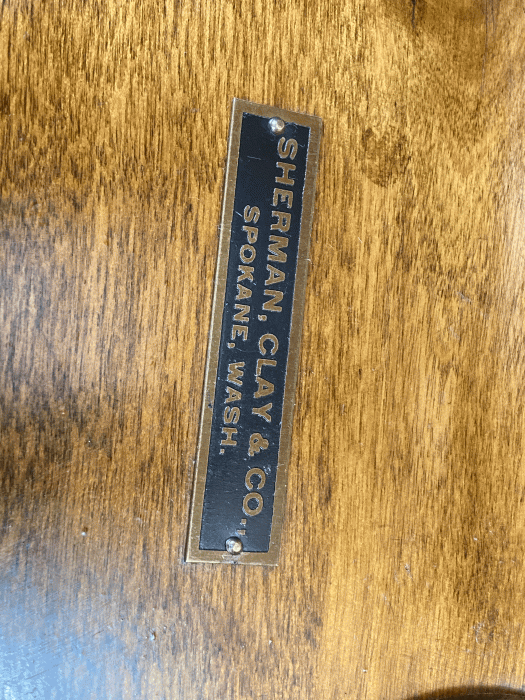 SHERMAN, CLAY & CO.
SPOKANE, WASH.